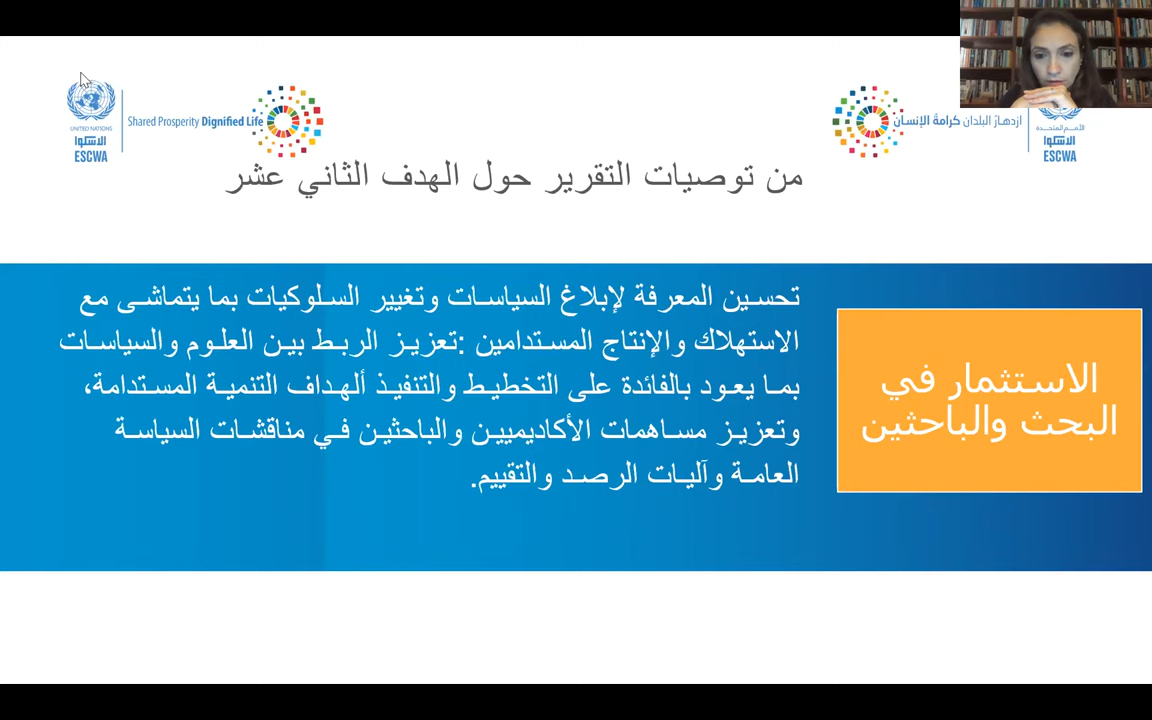 UNITED NATIONS
الاسكوا
ESCWA
Shared Prosperity Dignified Life
ازدهارُ البلدان كرامةُ الإنسان
الأمـم المتحـدة
الاسكوا
ESCWA
من توصيات التقرير حول الهدف الثاني عشر
الاستثمار في
البحث والباحثين
تحسين المعرفة لإبلاغ السياسات وتغيير السلوكيات بما يتماشى مع
الاستهلاك والإنتاج المستدامين :تعزيز الربط بين العلوم والسياسات
بما يعود بالفائدة على التخطيط والتنفيذ ألهداف التنمية المستدامة،
وتعزيز مساهمات الأكاديميين والباحثين في مناقشات السياسة
العامة وآليات الرصد والتقييم.